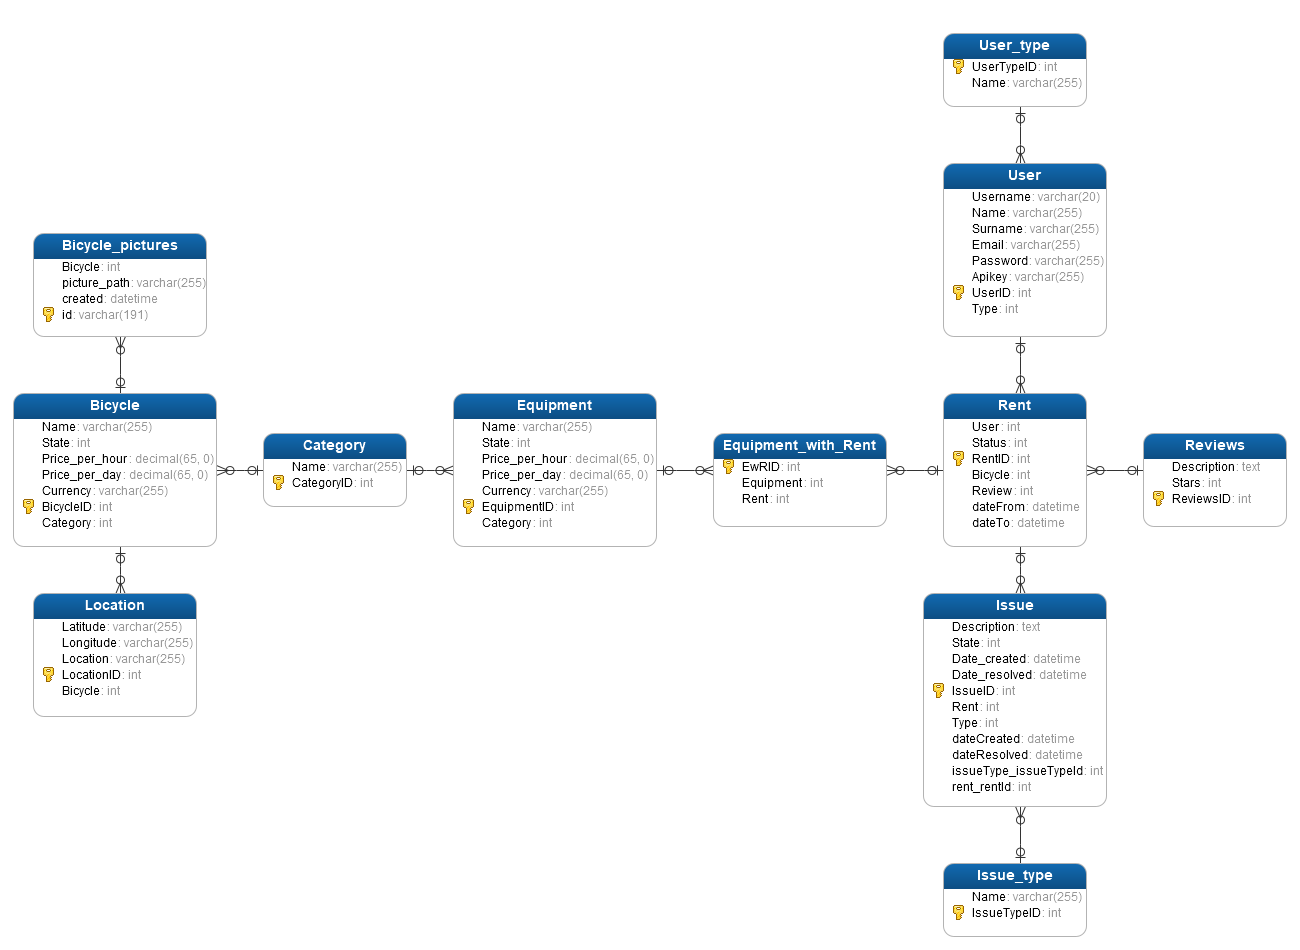 User_type
UserTypeID: int
Name: varchar(255)
User
Username: varchar(20)
Name: varchar(255)
Surname: varchar(255)
Email: varchar(255)
Password: varchar(255)
Apikey: varchar(255)
UserID: int
Type: int
Bicycle_pictures
Bicycle: int
picture_path: varchar(255)
created: datetime
id: varchar(191)
Bicycle
Name: varchar(255)
State: int
Price_per_hour: decimal(65, 0)
Price_per_day: decimal(65, 0)
Currency: varchar(255)
BicycleID: int
Category: int
Category
Name: varchar(255)
CategoryID: int
Equipment
Name: varchar(255)
State: int
Price_per_hour: decimal(65, 0)
Price_per_day: decimal(65, 0)
Currency: varchar(255)
EquipmentID: int
Category: int
Equipment_with_Rent
EwRID: int
Equipment: int
Rent: int
Rent
User: int
Status: int
RentID: int
Bicycle: int
Review: int
dateFrom: datetime
dateTo: datetime
Reviews
Description: text
Stars: int
ReviewsID: int
Location
Latitude: varchar(255)
Longitude: varchar(255)
Location: varchar(255)
LocationID: int
Bicycle: int
Issue
Description: text
State: int
Date_created: datetime
Date_resolved: datetime
IssueID: int
Rent: int
Type: int
dateCreated: datetime
dateResolved: datetime
issueType_issueTypeId: int
rent_rentId: int
Issue_type
Name: varchar(255)
IssueTypeID: int